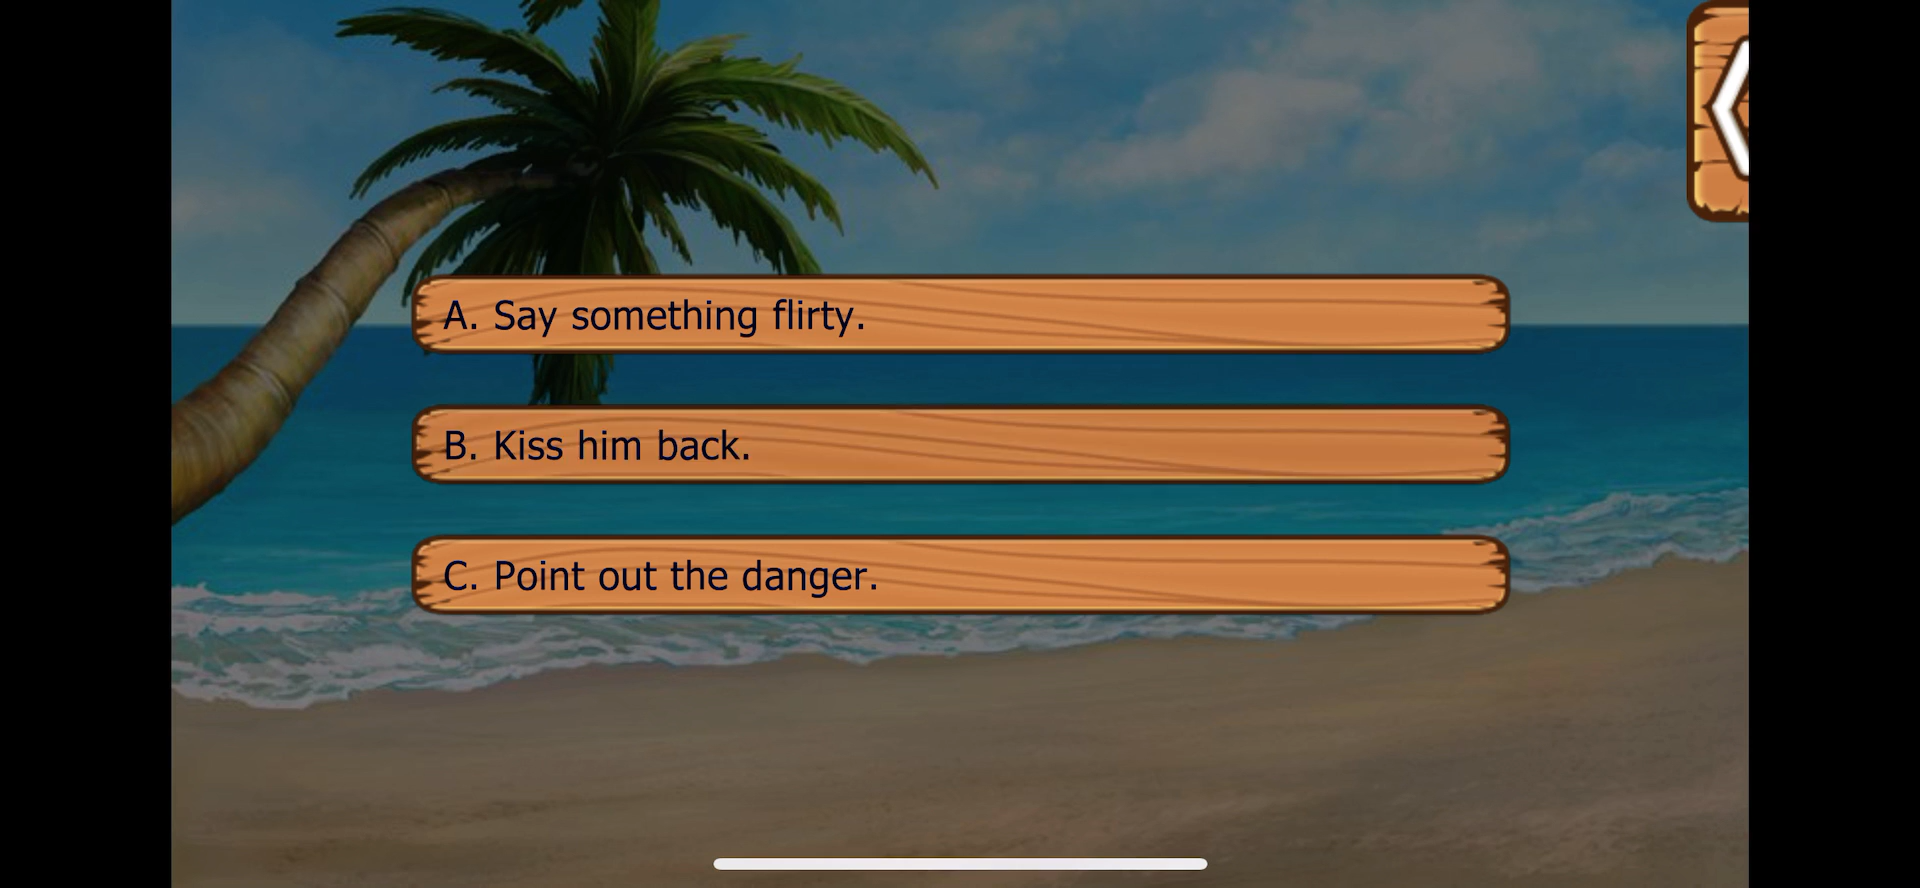 A. Say something flirty.
B. Kiss him back.
C. Point out the danger.